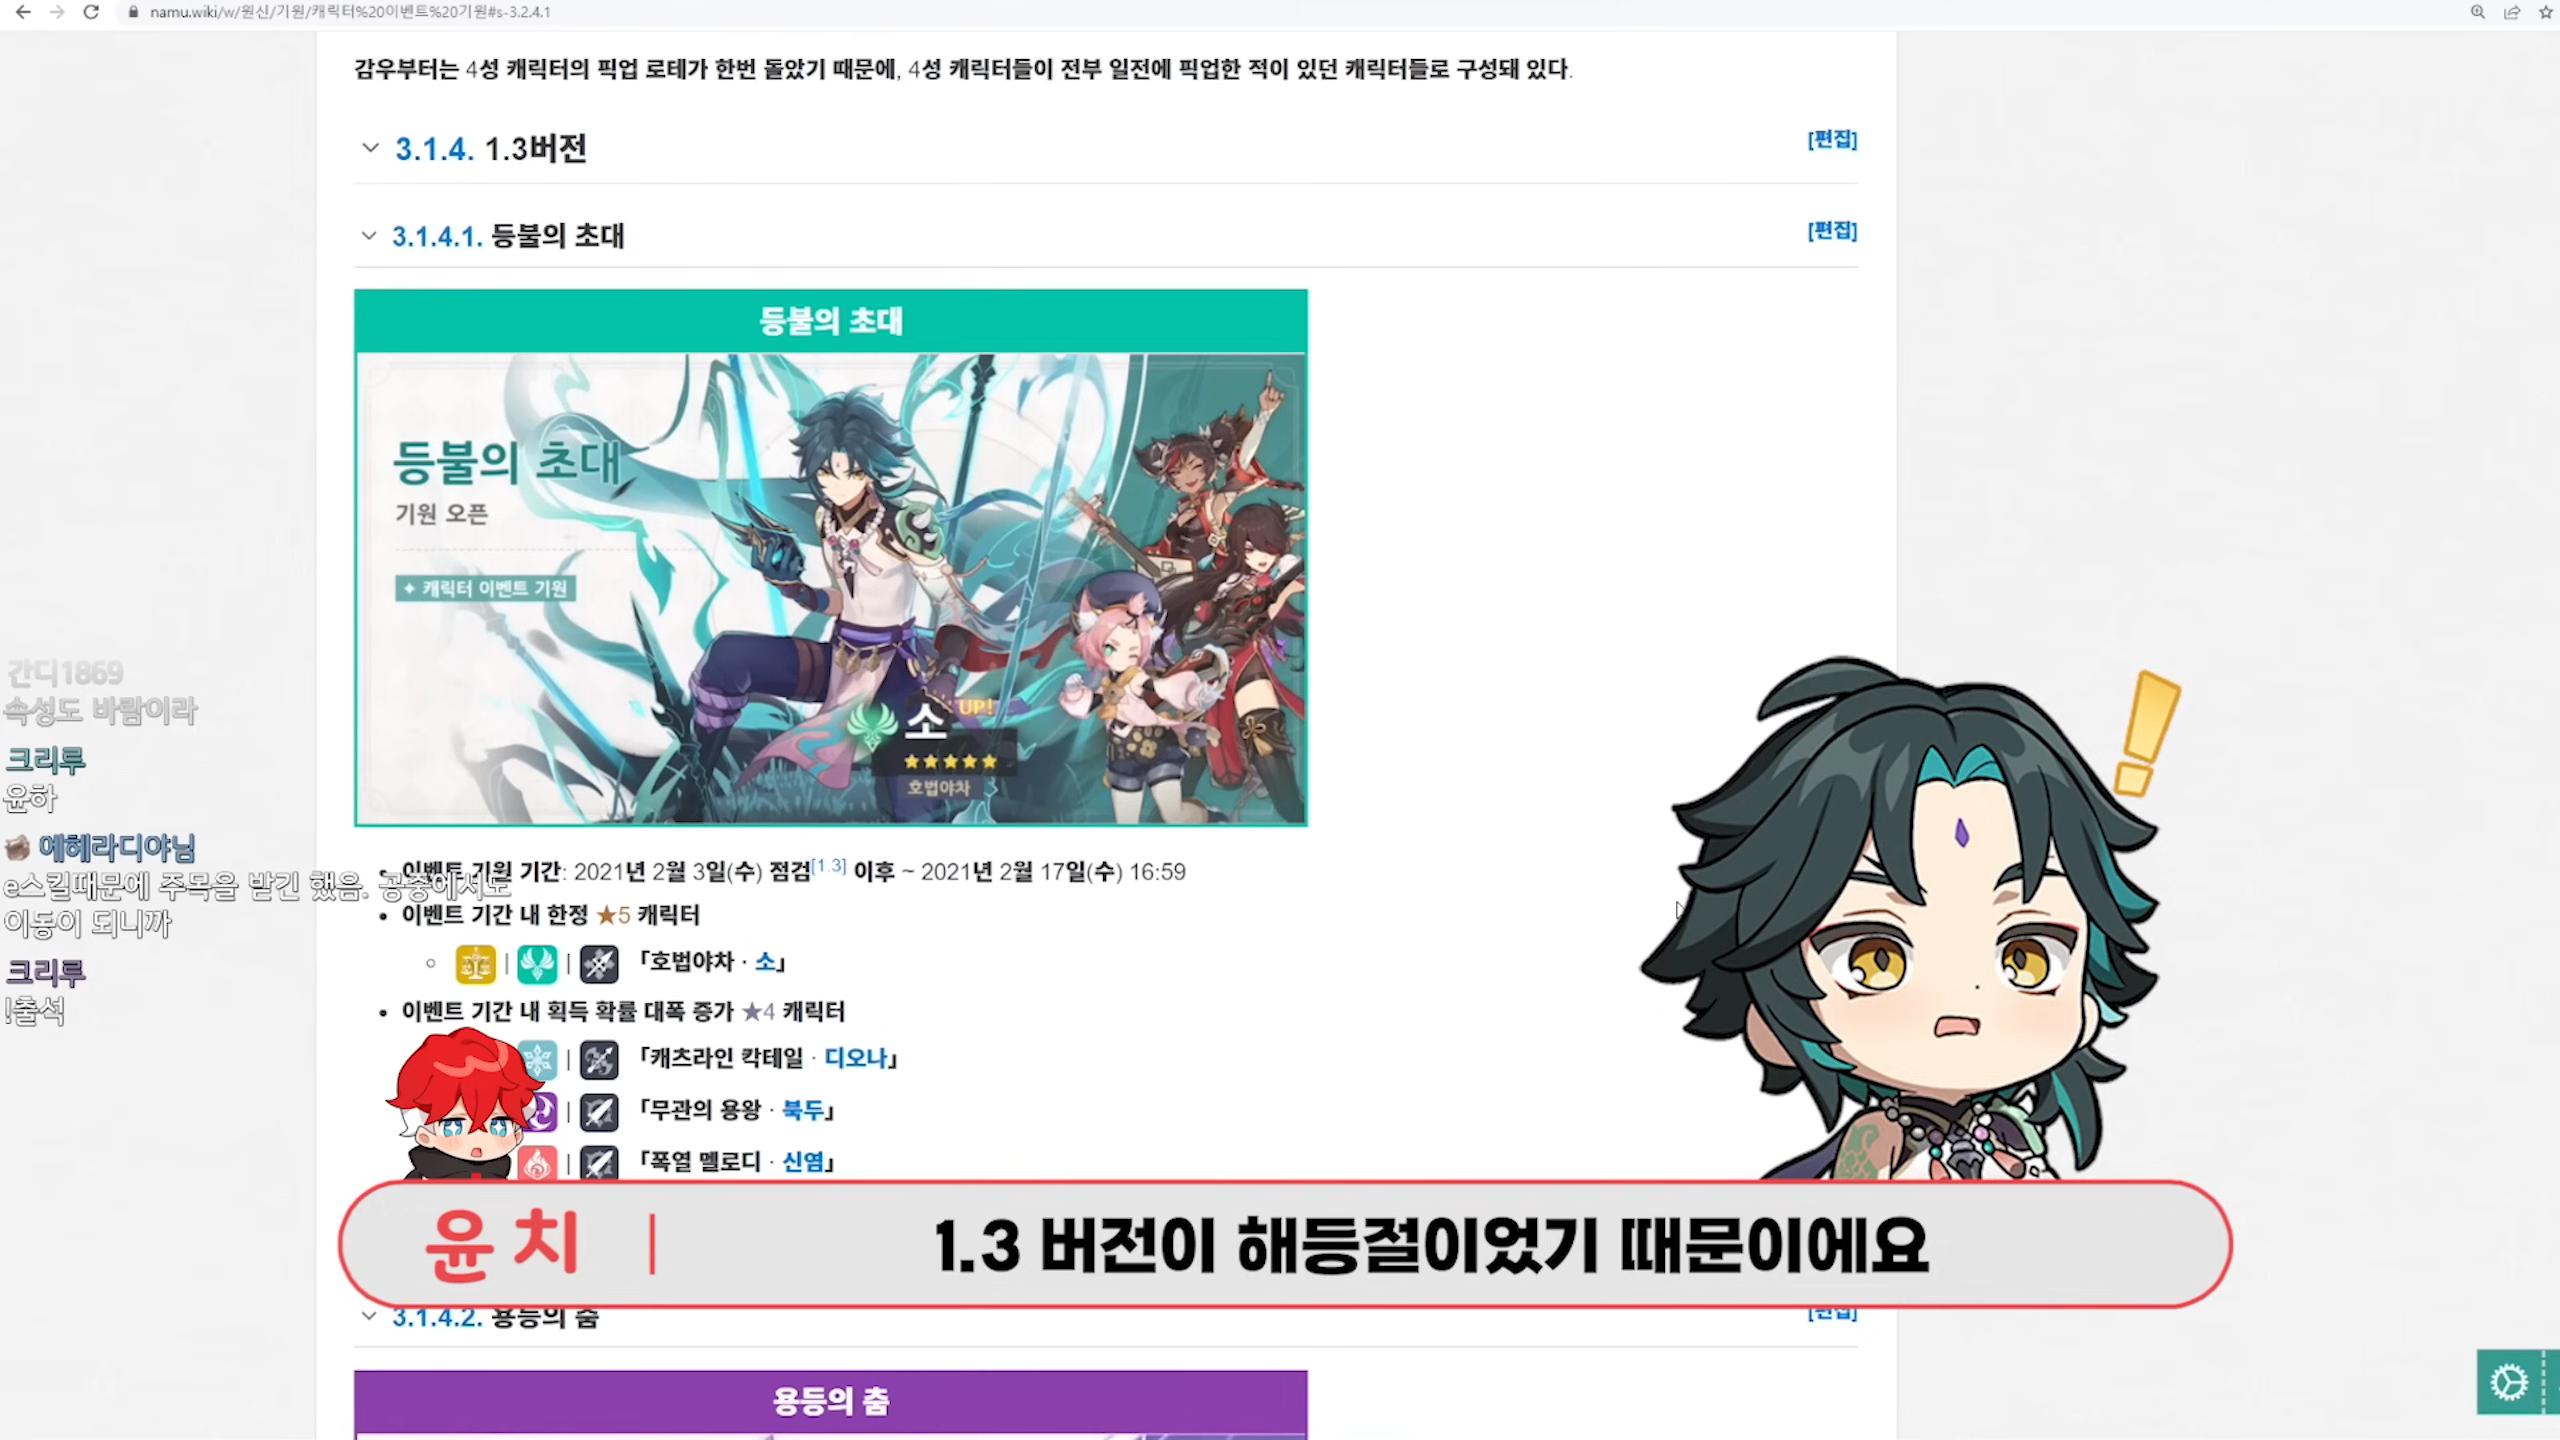 namu.wiki/w/원신/기원/캐릭터%20이벤트%20기원#s-3.2.4.1
감우부터는 4성 캐릭터의 픽업 로테가 한번 돌았기 때문에, 4성 캐릭터들이 전부 일전에 픽업한 적이 있던 캐릭터들로 구성돼 있다.
3.1.4. 1.3버전
[편집]
3.1.4.1. 등불의 초대
[편집]
등불의 초대
등불의 초대
기원 오픈
✦ 캐릭터 이벤트 기원
UP!
소
★★★★★
호법야차
간디1869
속성도 바람이라
크리루
윤하
에헤라디야님
e스킬때문에 주목을 받긴 했음. 공중에서도
이동이 되니까
크리루
!출석
• 이벤트 기원 기간: 2021년 2월 3일(수) 점검[1.3] 이후 ~ 2021년 2월 17일(수) 16:59
• 이벤트 기간 내 한정 ★5 캐릭터
| | 「호법야차 · 소」
• 이벤트 기간 내 획득 확률 대폭 증가 ★4 캐릭터
| 「캐츠라인 칵테일 · 디오나」
| 「무관의 용왕 · 북두」
| 「폭열 멜로디 · 신염」
윤치 | 1.3 버전이 해등절이었기 때문이에요
3.1.4.2. 용등의 춤
[편집]
용등의 춤